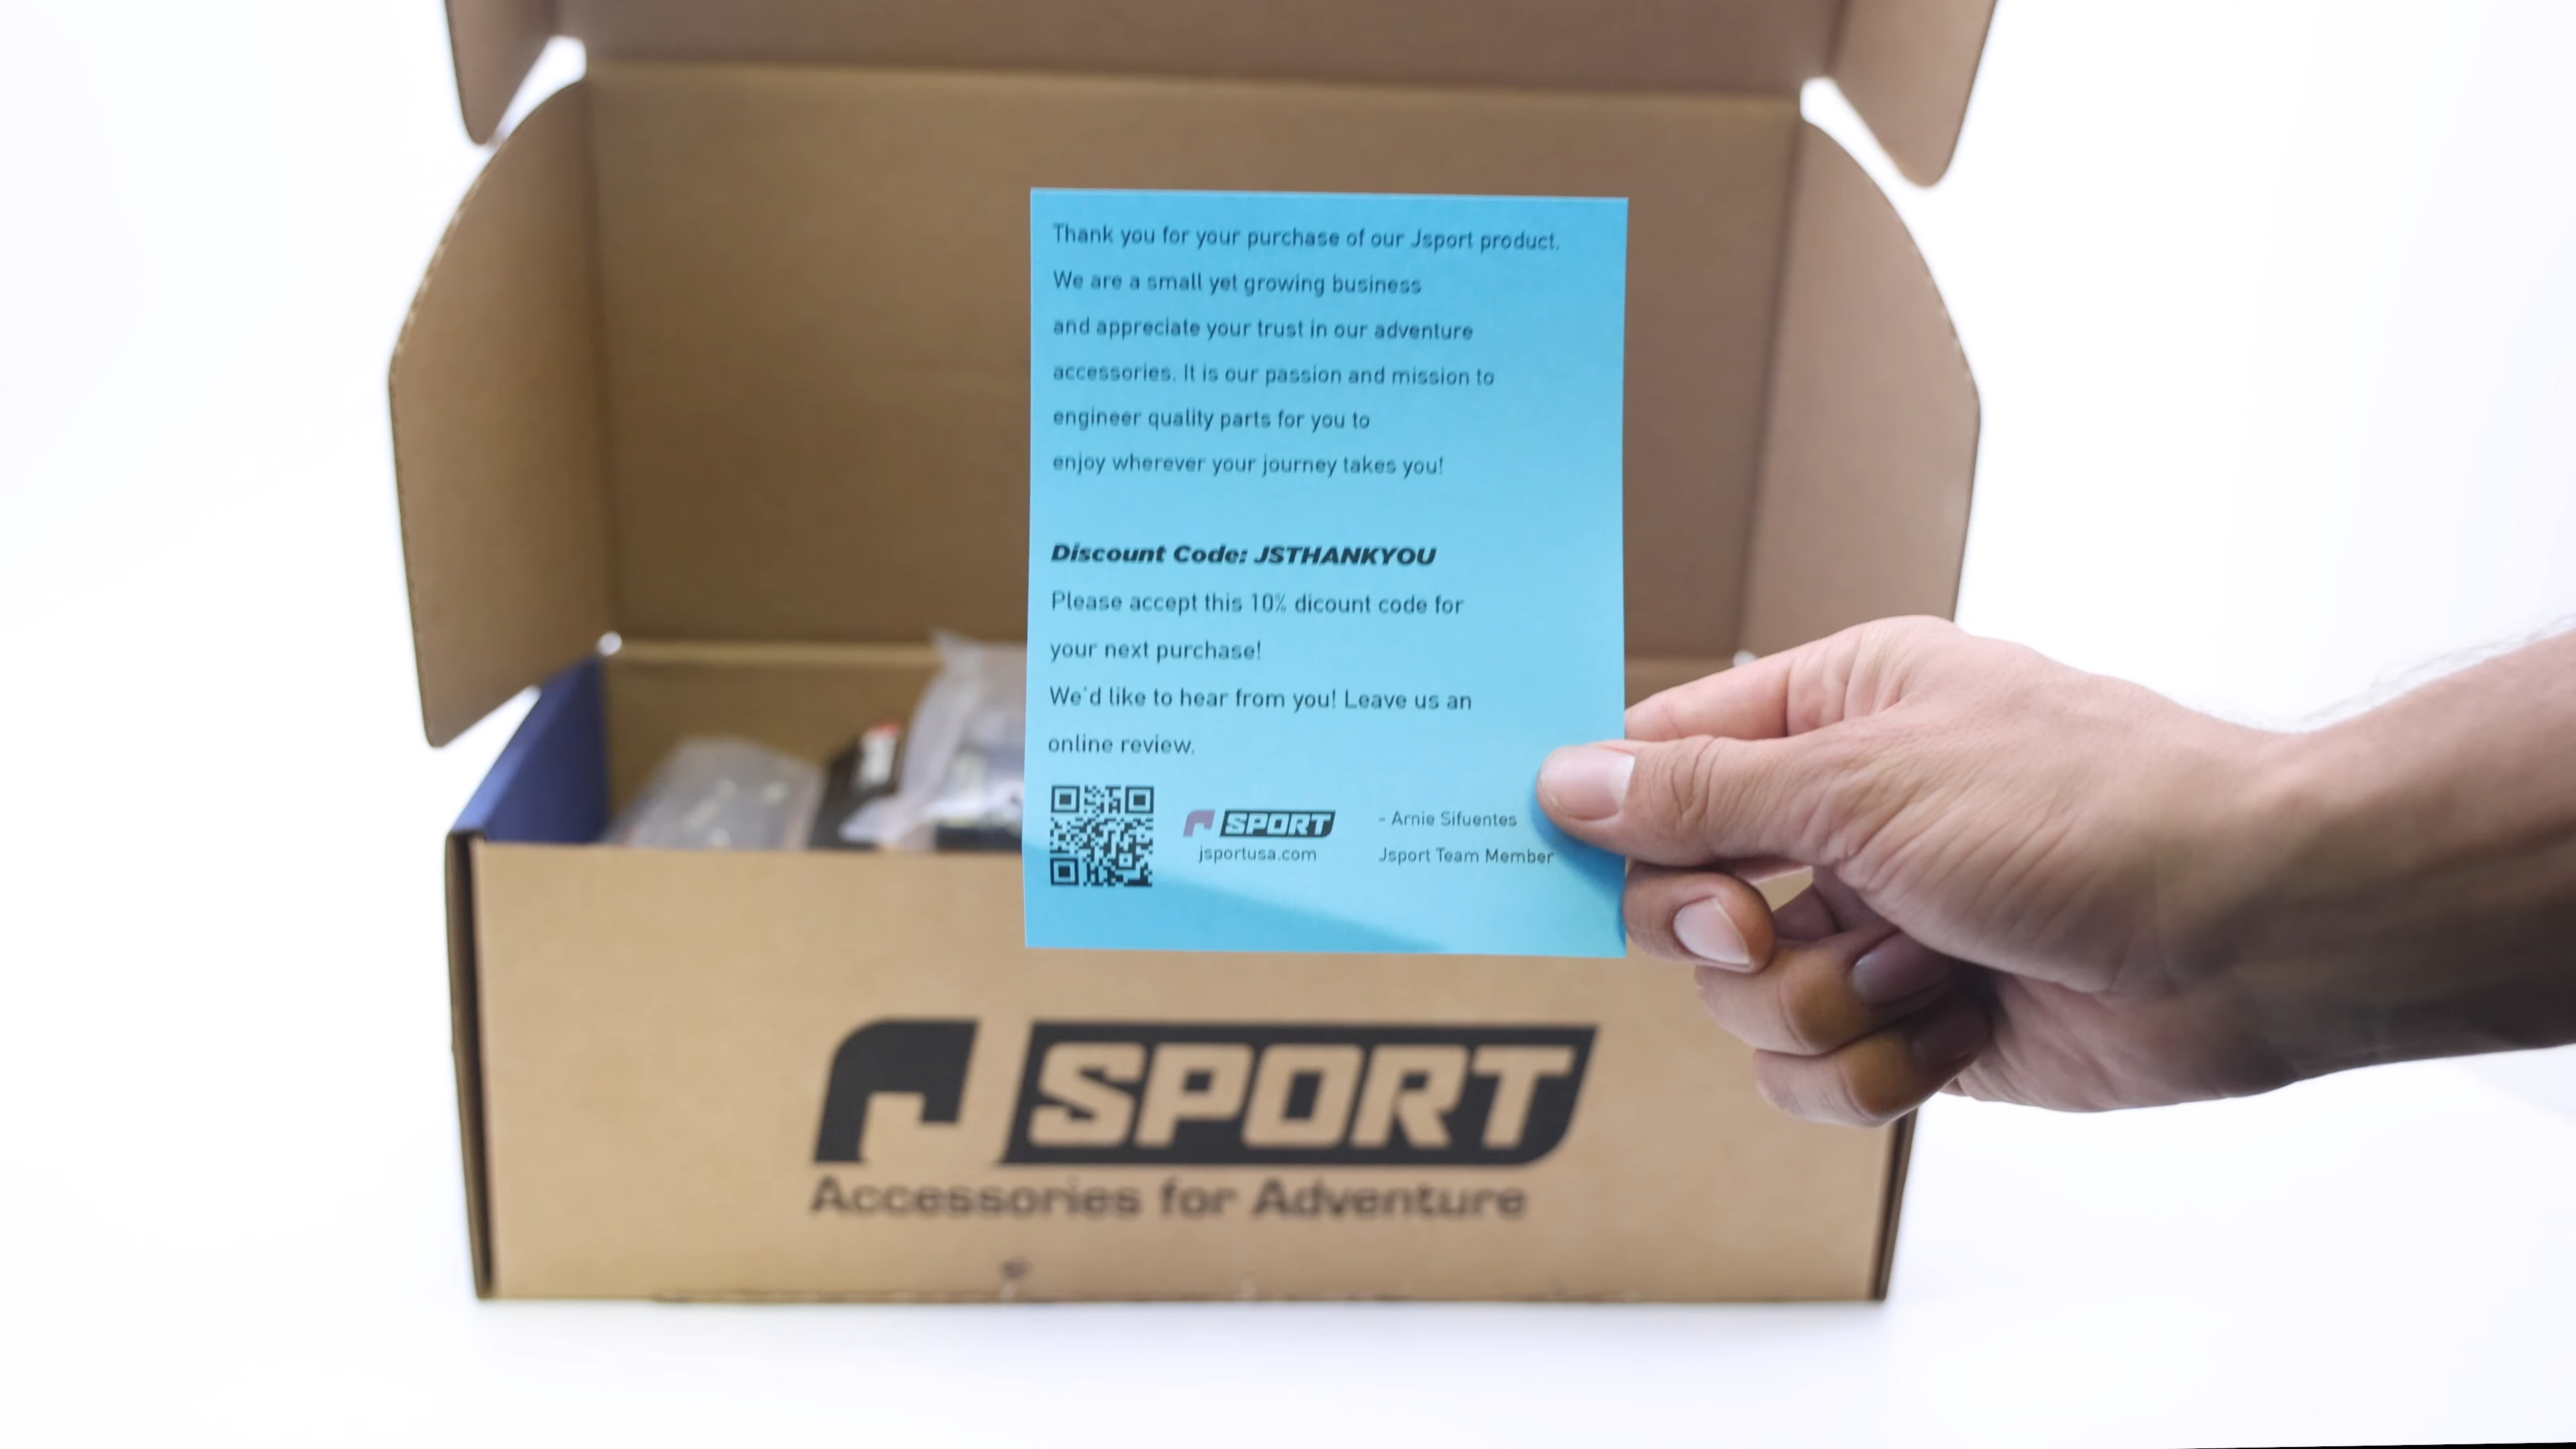 Thank you for your purchase of our Jsport product.
We are a small yet growing business
and appreciate your trust in our adventure
accessories. It is our passion and mission to
engineer quality parts for you to
enjoy wherever your journey takes you!
Discount Code: JSTHANKYOU
Please accept this 10% dicount code for
your next purchase!
We'd like to hear from you! Leave us an
online review.
J SPORT
jsportusa.com
- Arnie Sifuentes
Jsport Team Member
J SPORT
Accessories for Adventure